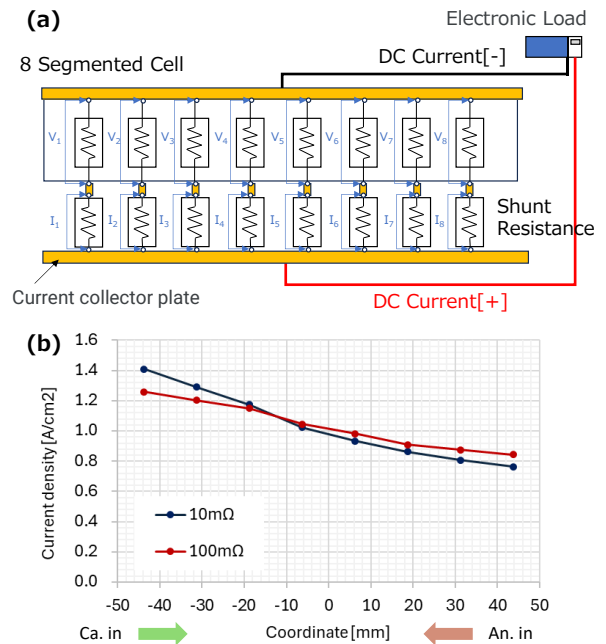 (a)
Electronic Load
8 Segmented Cell
DC Current[-]
V1 V2 V3 V4 V5 V6 V7 V8
I1 I2 I3 I4 I5 I6 I7 I8
Shunt
Resistance
Current collector plate
DC Current[+]
(b)
Current density [A/cm2]
1.6
1.4
1.2
1.0
0.8
0.6
0.4
0.2
0.0
10mΩ
100mΩ
-50 -40 -30 -20 -10 0 10 20 30 40 50
Ca. in Coordinate [mm] An. in